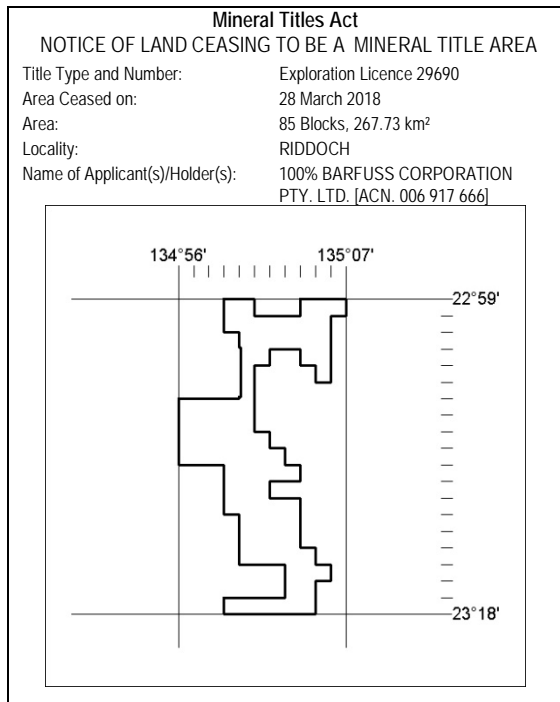 Mineral Titles Act
NOTICE OF LAND CEASING TO BE A MINERAL TITLE AREA
Title Type and Number: Exploration Licence 29690
Area Ceased on: 28 March 2018
Area: 85 Blocks, 267.73 km²
Locality: RIDDOCH
Name of Applicant(s)/Holder(s): 100% BARFUSS CORPORATION
PTY. LTD. [ACN. 006 917 666]
134°56' 135°07'
22°59'
23°18'